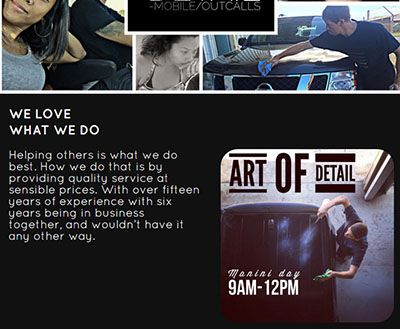 -MOBILE/OUTCALLS
WE LOVE
WHAT WE DO
Helping others is what we do
best. How we do that is by
providing quality service at
sensible prices. With over fifteen
years of experience with six
years being in business
together, and wouldn't have it
any other way.
ART OF DETAIL
Manini day
9AM-12PM